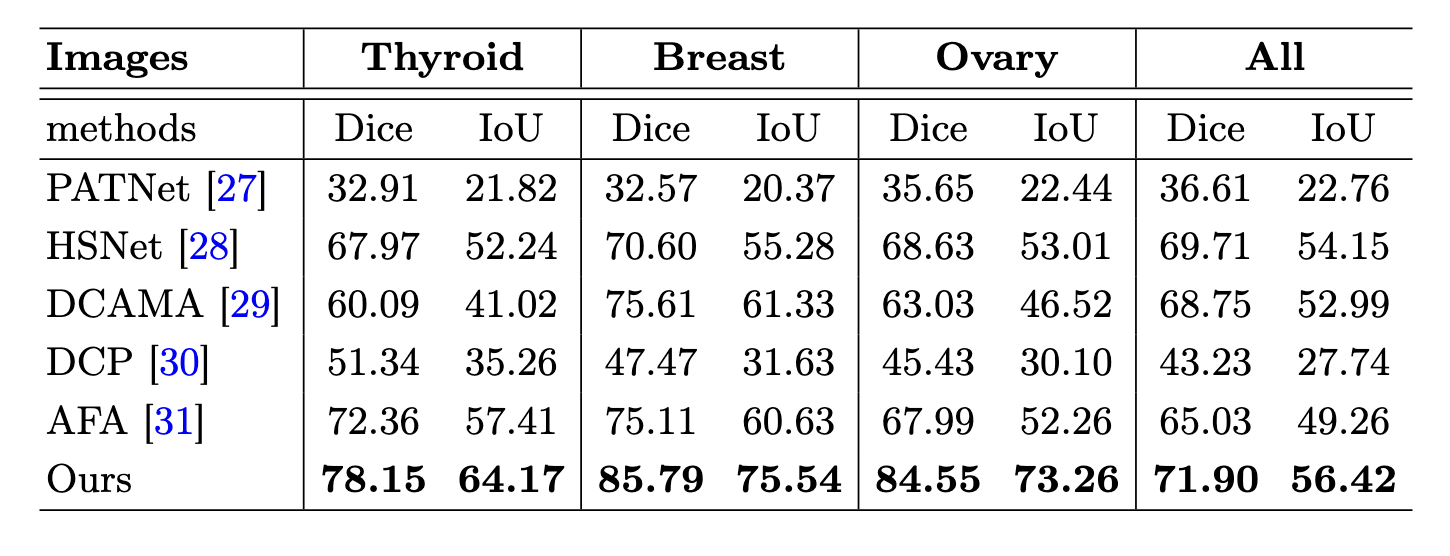 Images Thyroid Breast Ovary All
methods Dice IoU Dice IoU Dice IoU Dice IoU
PATNet [27] 32.91 21.82 32.57 20.37 35.65 22.44 36.61 22.76
HSNet [28] 67.97 52.24 70.60 55.28 68.63 53.01 69.71 54.15
DCAMA [29] 60.09 41.02 75.61 61.33 63.03 46.52 68.75 52.99
DCP [30] 51.34 35.26 47.47 31.63 45.43 30.10 43.23 27.74
AFA [31] 72.36 57.41 75.11 60.63 67.99 52.26 65.03 49.26
Ours 78.15 64.17 85.79 75.54 84.55 73.26 71.90 56.42